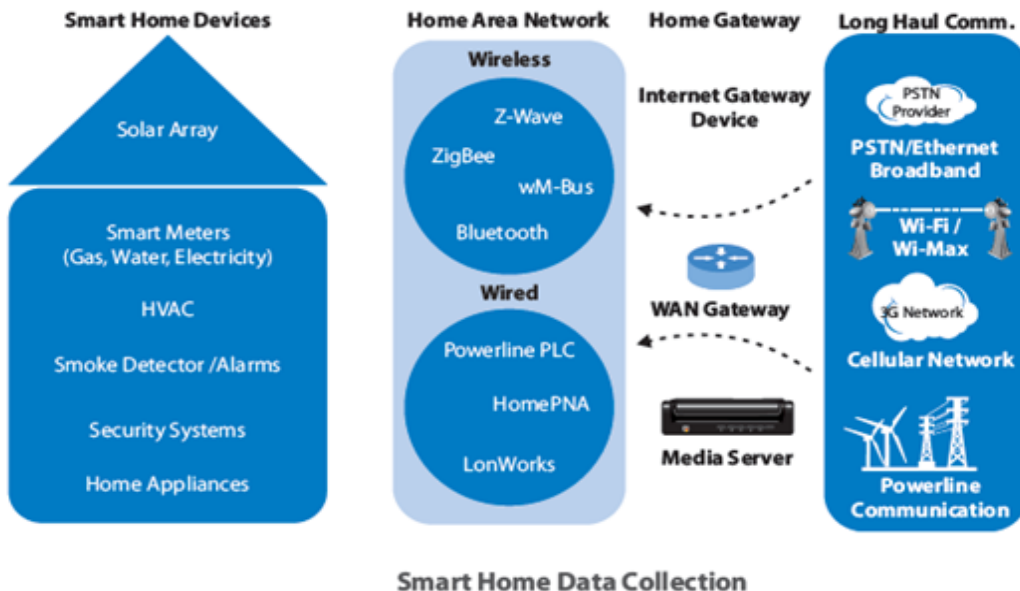 Smart Home Devices
Solar Array
Smart Meters
(Gas, Water, Electricity)
HVAC
Smoke Detector /Alarms
Security Systems
Home Appliances
Home Area Network
Wireless
Z-Wave
ZigBee
wM-Bus
Bluetooth
Wired
Powerline PLC
HomePNA
LonWorks
Home Gateway
Internet Gateway
Device
WAN Gateway
Media Server
Long Haul Comm.
PSTN
Provider
PSTN/Ethernet
Broadband
Wi-Fi /
Wi-Max
3G Network
Cellular Network
Powerline
Communication
Smart Home Data Collection